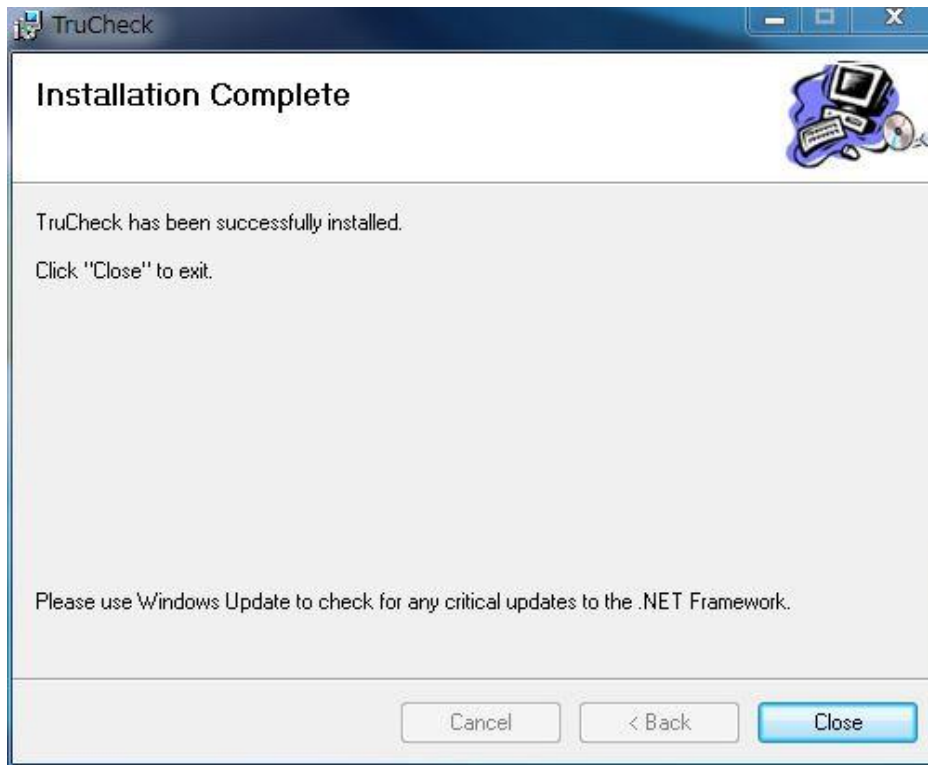 TruCheck
Installation Complete
TruCheck has been successfully installed.
Click "Close" to exit.
Please use Windows Update to check for any critical updates to the .NET Framework.
Cancel
< Back
Close